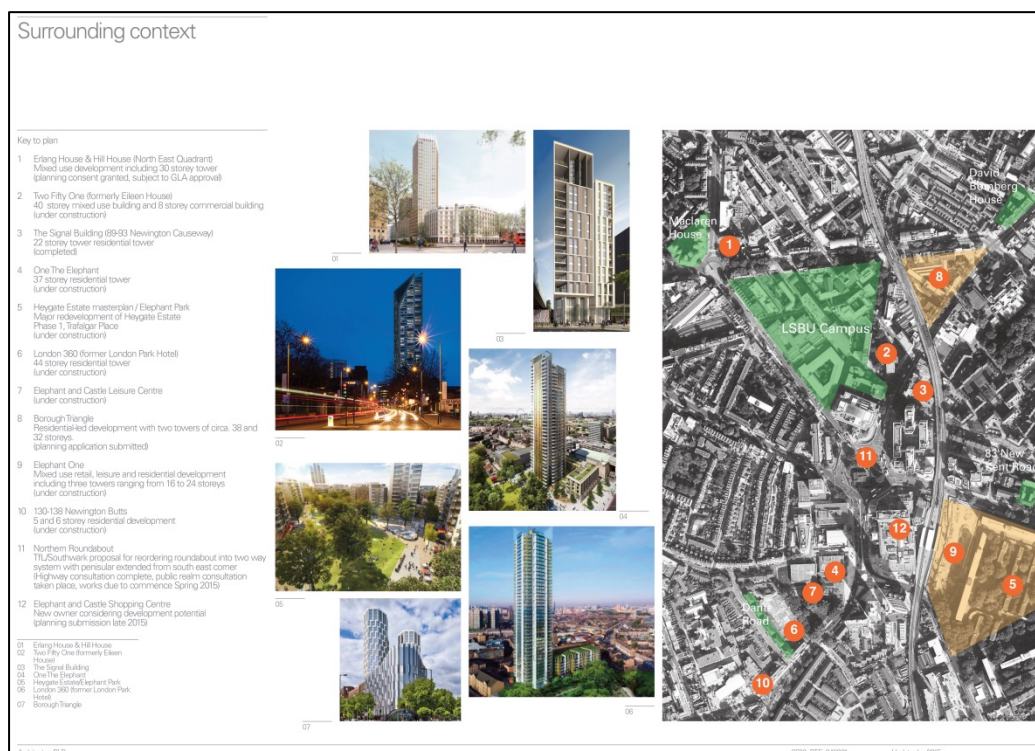 Surrounding context
Key to plan
1 Erlang House & Hill House (North East Quadrant)
Mixed use development including 30 storey tower
(planning consent granted, subject to GLA approval)
2 Two Fifty One (formerly Eileen House)
40 storey mixed use building and 8 storey commercial building
(under construction)
3 The Signal Building (89-93 Newington Causeway)
22 storey tower residential tower
(completed)
4 One The Elephant
37 storey residential tower
(under construction)
5 Heygate Estate masterplan / Elephant Park
Major redevelopment of Heygate Estate
Phase 1, Trafalgar Place
(under construction)
6 London 360 (former London Park Hotel)
44 storey residential tower
(under construction)
7 Elephant and Castle Leisure Centre
(under construction)
8 Borough Triangle
Residential-led development with two towers of circa. 38 and
32 storeys.
(planning application submitted)
9 Elephant One
Mixed use retail, leisure and residential development
including three towers ranging from 16 to 24 storeys
(under construction)
10 130-138 Newington Butts
5 and 6 storey residential development
(under construction)
11 Northern Roundabout
TfL/Southwark proposal for reordering roundabout into two way
system with penisular extended from south east corner
(Highway consultation complete, public realm consultation
taken place, works due to commence Spring 2015)
12 Elephant and Castle Shopping Centre
New owner considering development potential
(planning submission late 2015)
01 Erlang House & Hill House
02 Two Fifty One (formerly Eileen
House)
03 The Signal Building
04 One The Elephant
05 Heygate Estate/Elephant Park
06 London 360 (former London Park
Hotel)
07 Borough Triangle
01
03
02
04
05
06
07
David
Bomberg
House
Maclaren
House
1
8
LSBU Campus
2
3
11
83 New
Kent Road
12
9
4
5
7
Dante
Road
6
10